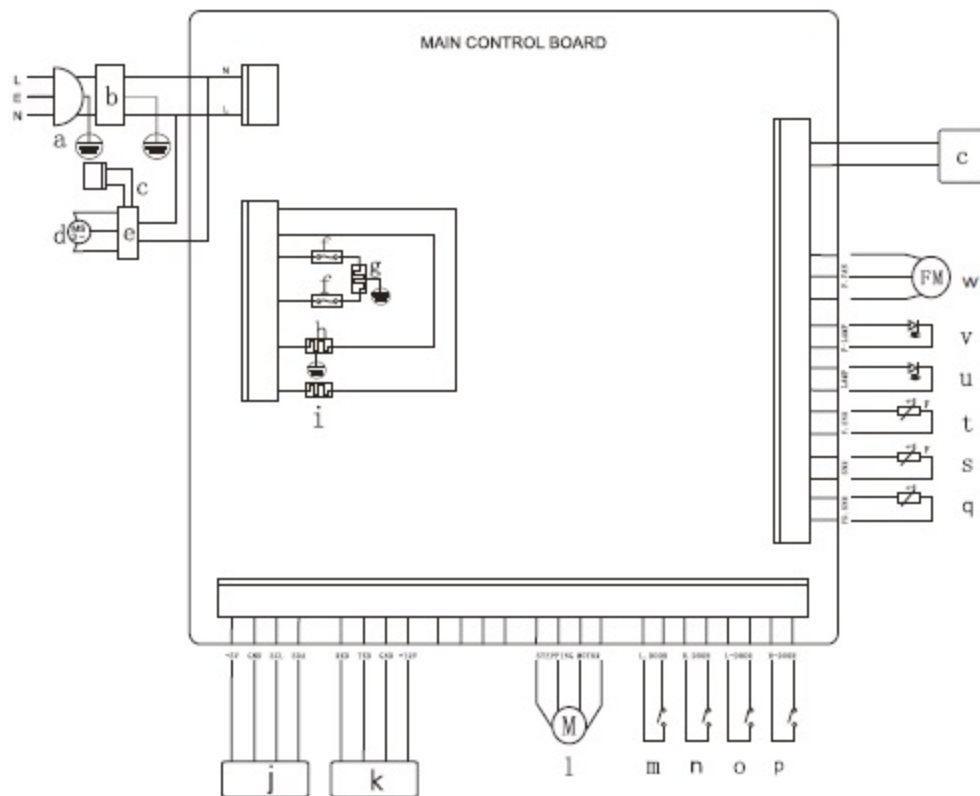 MAIN CONTROL BOARD
L
E
N
a
b
N
L
c
d
e
f
g
f
h
i
c
F.FAN
FM
w
F-LAMP
v
LAMP
u
t
SNR
s
q
+5V GND SCL SDA
RXD TXD GND +12V
STEPPING MOTOR
L.DOOR
R.DOOR
L-DOOR
R-DOOR
M
j
k
l
m
n
o
p